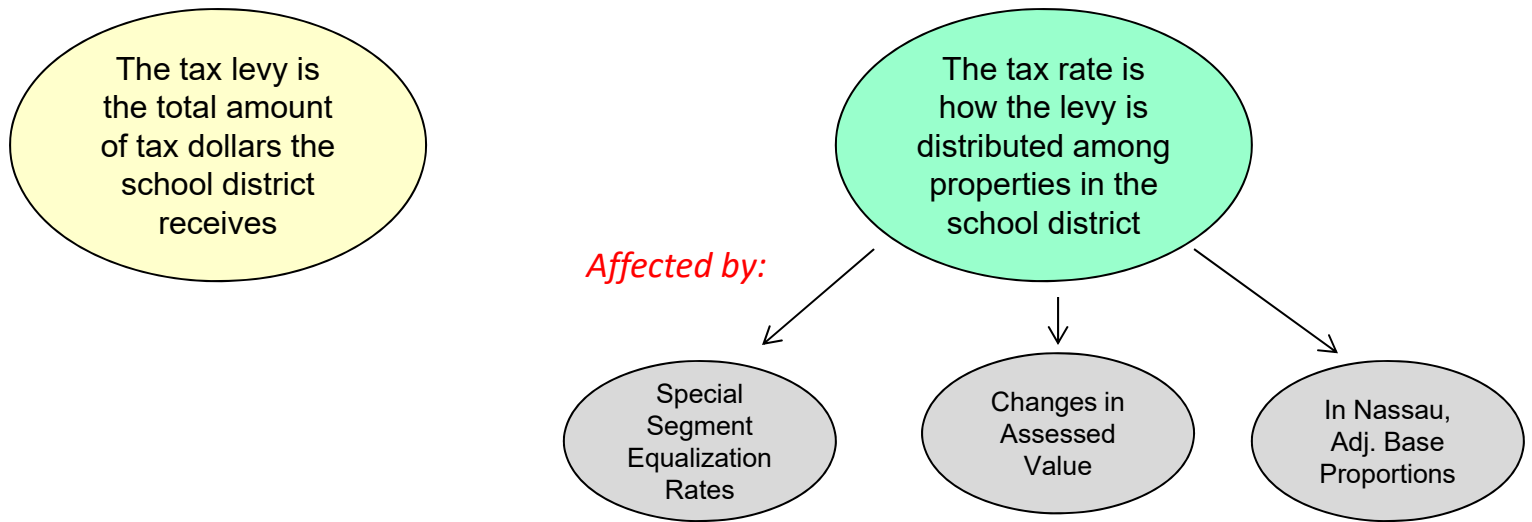 The tax levy is
the total amount
of tax dollars the
school district
receives
The tax rate is
how the levy is
distributed among
properties in the
school district
Affected by:
Special
Segment
Equalization
Rates
Changes in
Assessed
Value
In Nassau,
Adj. Base
Proportions